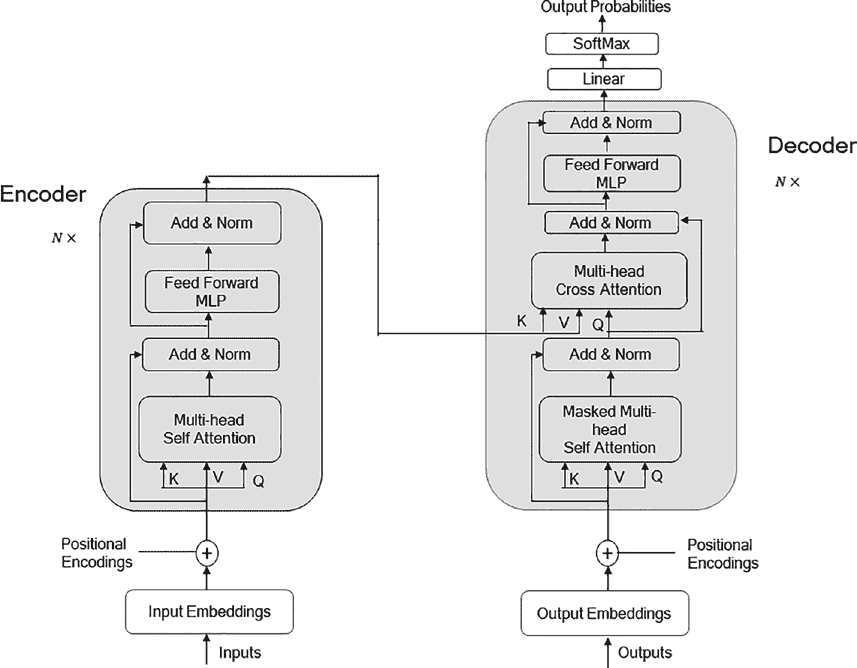 Output Probabilities
SoftMax
Linear
Add & Norm
Feed Forward
MLP
Add & Norm
Multi-head
Cross Attention
K
V
Q
Add & Norm
Masked Multi-
head
Self Attention
K
V
Q
Decoder
N ×
Positional
Encodings
Output Embeddings
Outputs
Encoder
N ×
Add & Norm
Feed Forward
MLP
Add & Norm
Multi-head
Self Attention
K
V
Q
Positional
Encodings
Input Embeddings
Inputs